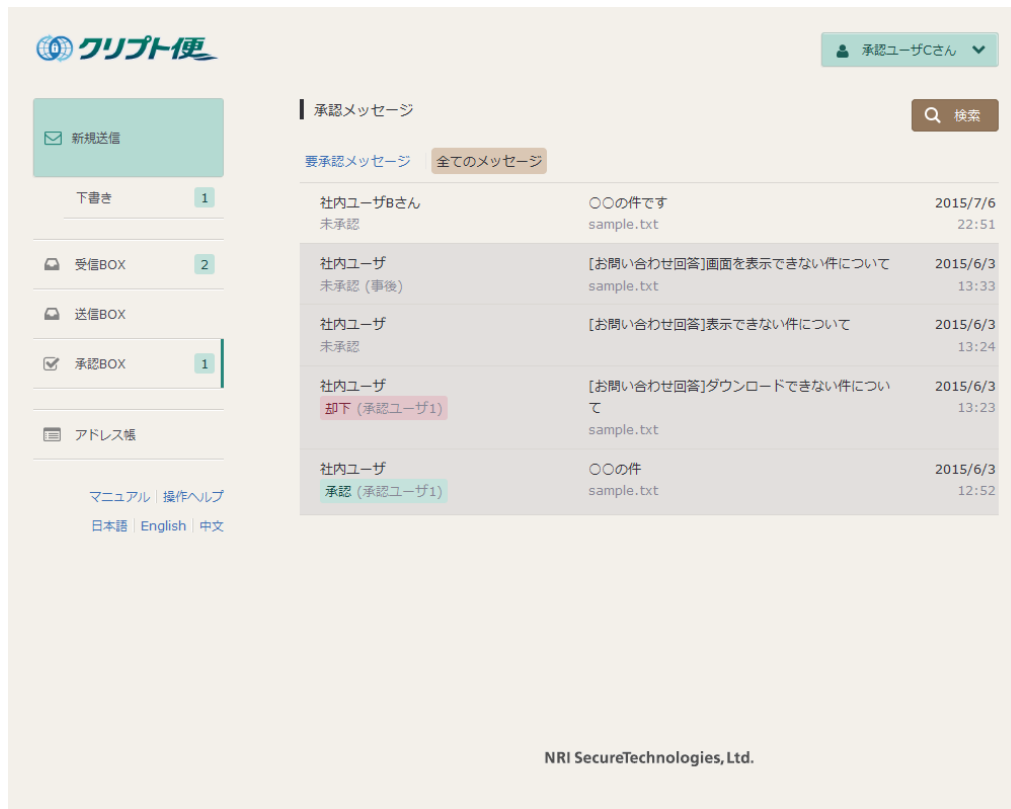 クリプト便
承認ユーザCさん
新規送信
下書き 1
受信BOX 2
送信BOX
承認BOX 1
アドレス帳
マニュアル 操作ヘルプ
日本語 English 中文
承認メッセージ
検索
要承認メッセージ 全てのメッセージ
社内ユーザBさん ○○の件です 2015/7/6
未承認 sample.txt 22:51
社内ユーザ [お問い合わせ回答]画面を表示できない件について 2015/6/3
未承認 (事後) sample.txt 13:33
社内ユーザ [お問い合わせ回答]表示できない件について 2015/6/3
未承認 13:24
社内ユーザ [お問い合わせ回答]ダウンロードできない件につい 2015/6/3
却下 (承認ユーザ1) て 13:23
sample.txt
社内ユーザ ○○の件 2015/6/3
承認 (承認ユーザ1) sample.txt 12:52
NRI SecureTechnologies, Ltd.